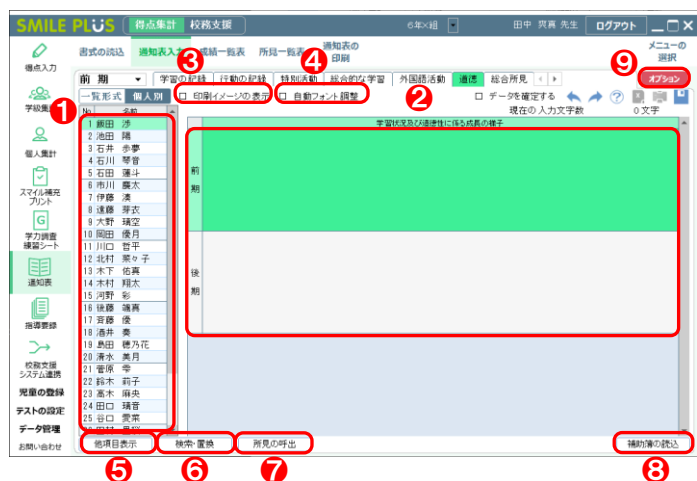 SMILE PLUS 得点集計 校務支援 6年×組 田中 真 先生 ログアウト
書式の読込 通知表入力 成績一覧表 所見一覧表 通知表の印刷 メニューの選択
❸ ❹ ❾
前 期 学習の記録 行動の記録 特別活動 総合的な学習 外国語活動 道徳 総合所見 オプション
一覧形式 個人別 印刷イメージの表示 自動フォント調整 データを確定する
❶ ❷
現在の入力文字数 0文字
No. 名前
学習状況及び道徳性に係る成長の様子
1 飯田 渉
2 池田 陽
3 石井 歩夢
4 石川 琴音
5 石田 蓮斗
6 市川 慶太
7 伊藤 湊
8 遠藤 芽衣
9 大野 晴空
10 岡田 優月
11 川口 哲平
12 北村 菜々子
13 木下 佑真
14 木村 翔太
15 河野 彩
16 後藤 颯真
17 斉藤 優
18 酒井 奏
19 島田 穂乃花
20 清水 美月
21 菅原 雫
22 鈴木 莉子
23 高木 麻央
24 田口 晴音
25 谷口 愛菜
前期
後期
得点入力
学級集計
個人集計
スマイル補充プリント
学力調査練習シート
通知表
指導要録
校務支援システム連携
児童の登録
テストの設定
データ管理
お問い合わせ
他項目表示 検索・置換 所見の呼出 補助簿の読込
❺ ❻ ❼ ❽